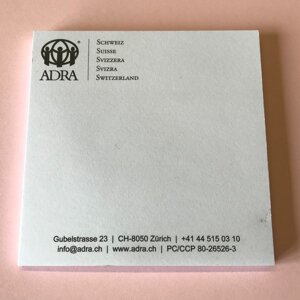 ADRA
SCHWEIZ
SUISSE
SVIZZERA
SVIZRA
SWITZERLAND
Gubelstrasse 23 | CH-8050 Zürich | +41 44 515 03 10
info@adra.ch | www.adra.ch | PC/CCP 80-26526-3